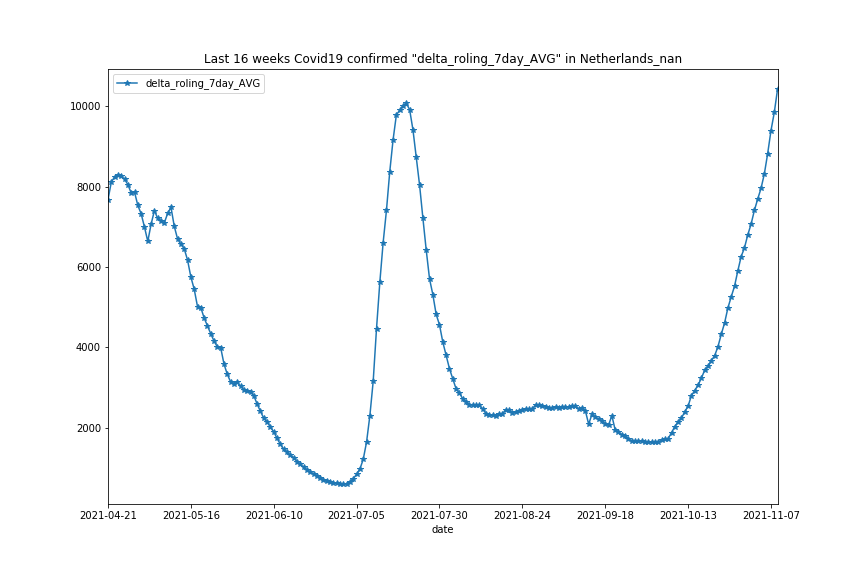 Last 16 weeks Covid19 confirmed "delta_roling_7day_AVG" in Netherlands_nan
delta_roling_7day_AVG
10000
8000
6000
4000
2000
2021-04-21 2021-05-16 2021-06-10 2021-07-05 2021-07-30 2021-08-24 2021-09-18 2021-10-13 2021-11-07
date